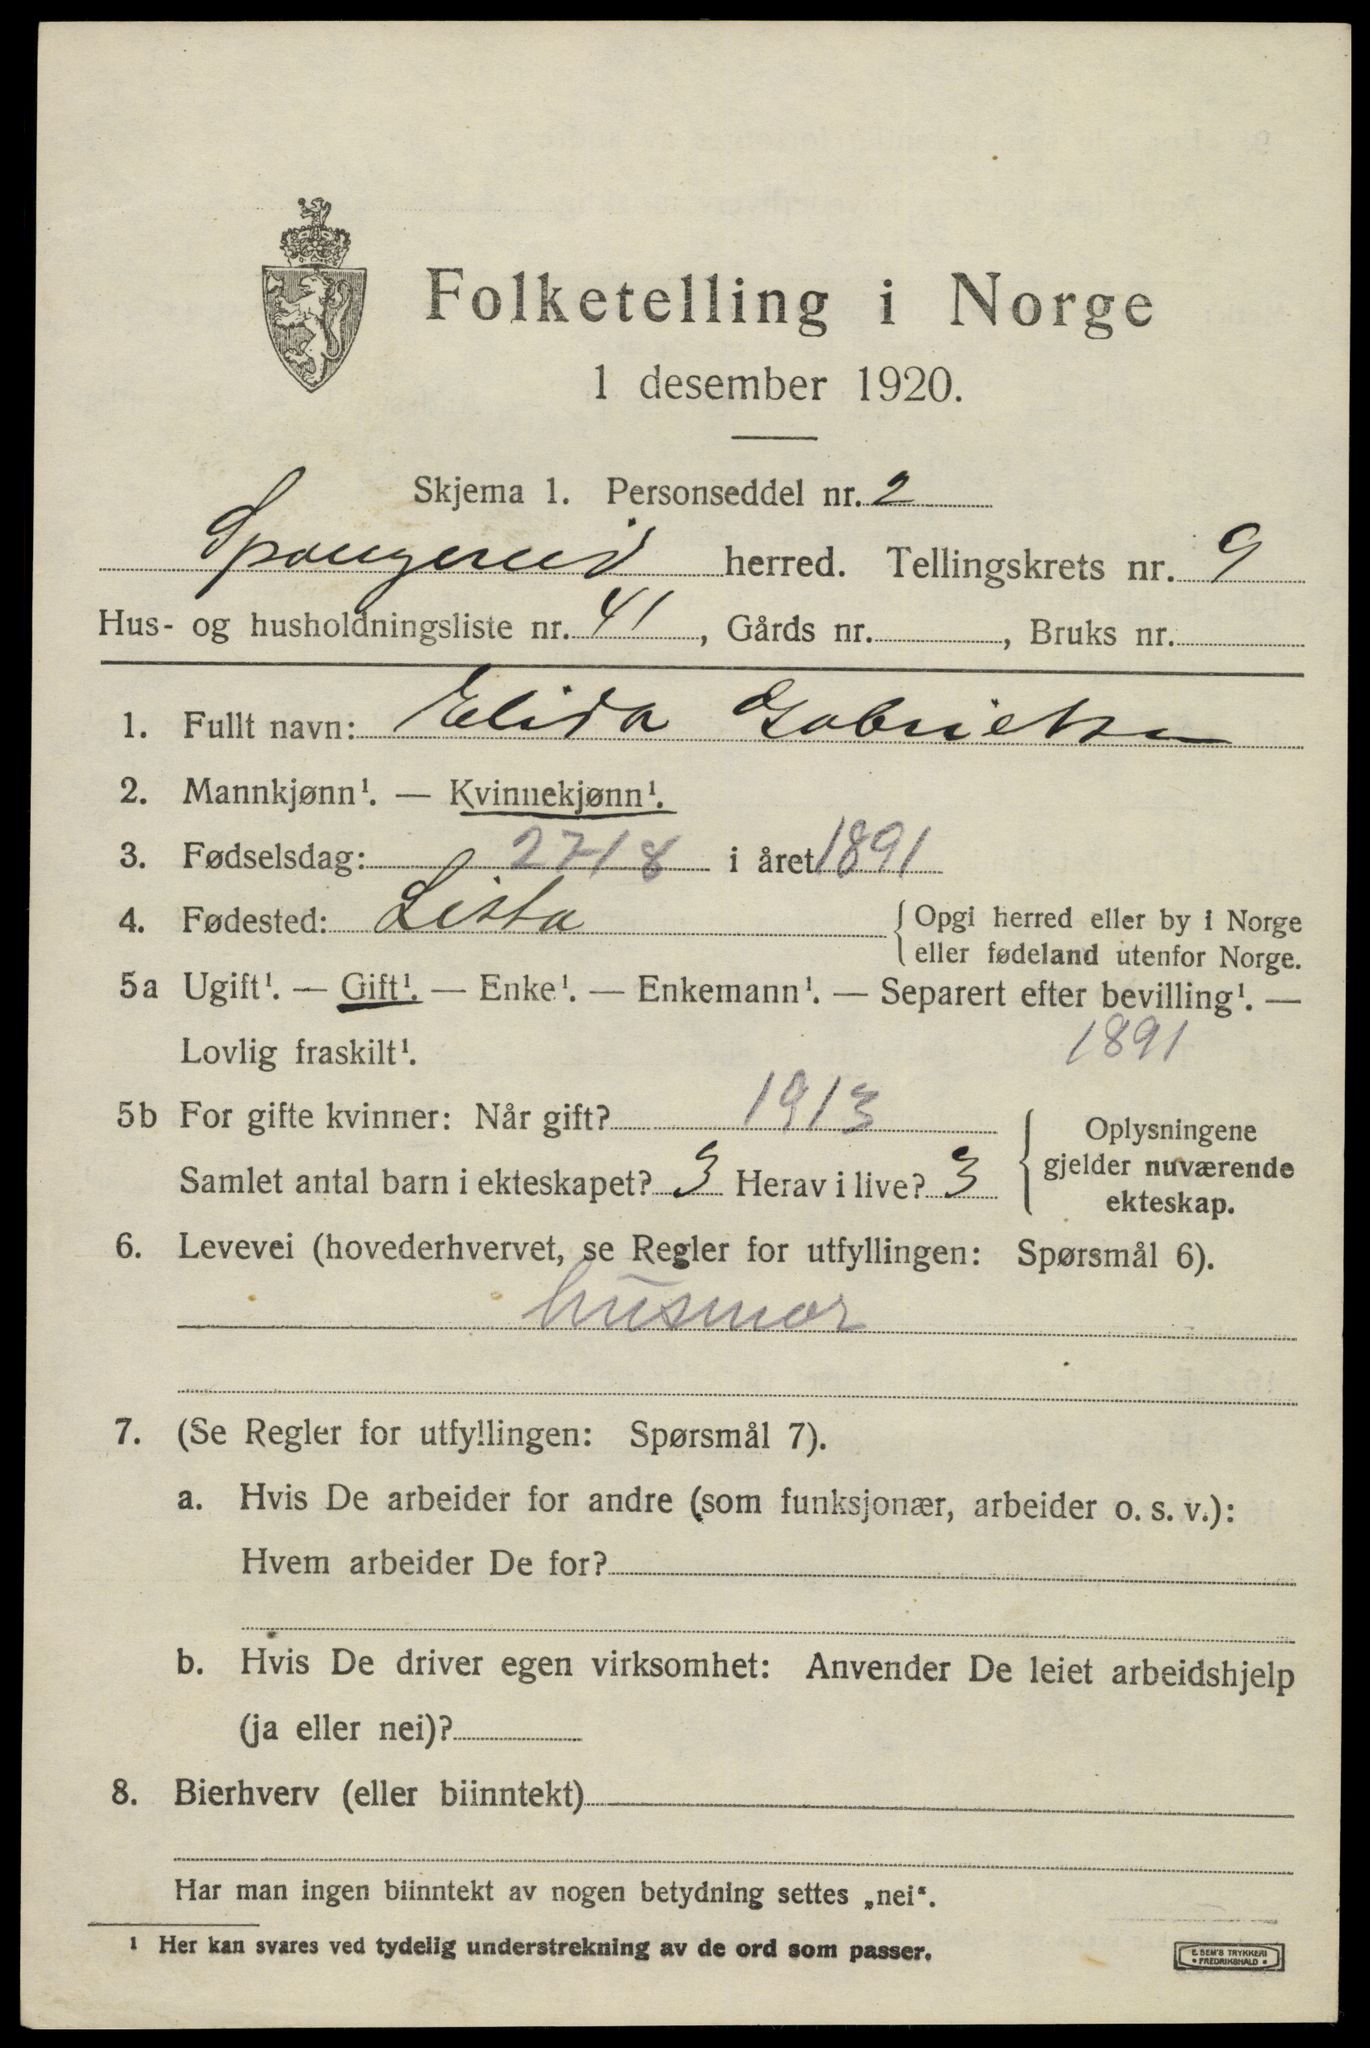 Folketelling i Norge
1 desember 1920.
Skjema 1. Personseddel nr. 2
Spangereid herred. Tellingskrets nr. 9
Hus- og husholdningsliste nr. 41, Gårds nr. , Bruks nr.
1. Fullt navn: Elida Gabrielsen
2. Mannkjønn¹. — Kvinnekjønn¹.
3. Fødselsdag: 27/8 i året 1891
4. Fødested: Lista {Opgi herred eller by i Norge
eller fødeland utenfor Norge.
5a Ugift¹. — Gift¹. — Enke¹. — Enkemann¹. — Separert efter bevilling¹. —
Lovlig fraskilt¹. 1891
5b For gifte kvinner: Når gift? 1913 Oplysningene
gjelder nuværende
Samlet antal barn i ekteskapet? 3 Herav i live? 3 ekteskap.
6. Levevei (hovederhvervet, se Regler for utfyllingen: Spørsmål 6).
husmor
7. (Se Regler for utfyllingen: Spørsmål 7).
a. Hvis De arbeider for andre (som funksjonær, arbeider o. s. v.):
Hvem arbeider De for?
b. Hvis De driver egen virksomhet: Anvender De leiet arbeidshjelp
(ja eller nei)?
8. Bierhverv (eller biinntekt)
Har man ingen biinntekt av nogen betydning settes „nei“.
¹ Her kan svares ved tydelig understrekning av de ord som passer.
E. SEM'S TRYKKERI
• FREDRIKSHALD •